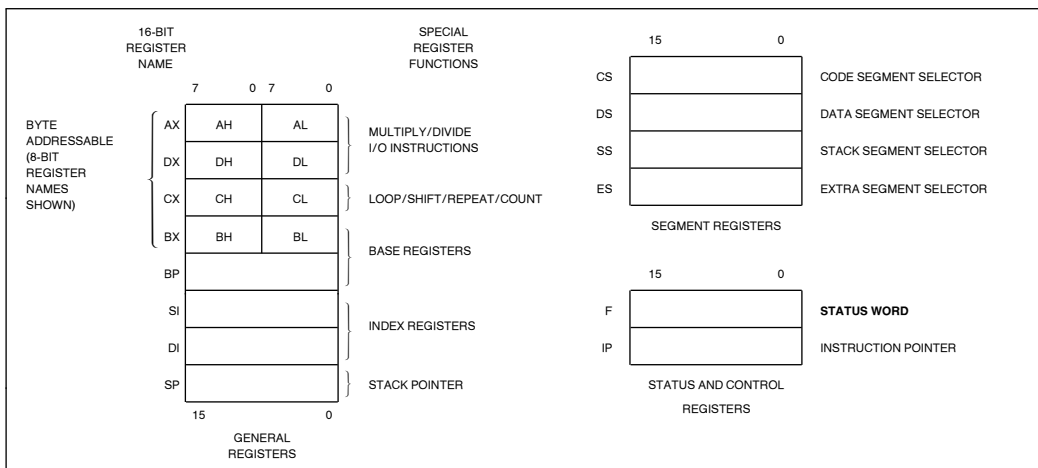 16-BIT
REGISTER
NAME
SPECIAL
REGISTER
FUNCTIONS
7 0 7 0
BYTE
ADDRESSABLE
(8-BIT
REGISTER
NAMES
SHOWN)
AX AH AL
DX DH DL
CX CH CL
BX BH BL
BP
SI
DI
SP
MULTIPLY/DIVIDE
I/O INSTRUCTIONS
LOOP/SHIFT/REPEAT/COUNT
BASE REGISTERS
INDEX REGISTERS
STACK POINTER
15 0
GENERAL
REGISTERS
15 0
CS CODE SEGMENT SELECTOR
DS DATA SEGMENT SELECTOR
SS STACK SEGMENT SELECTOR
ES EXTRA SEGMENT SELECTOR
SEGMENT REGISTERS
15 0
F STATUS WORD
IP INSTRUCTION POINTER
STATUS AND CONTROL
REGISTERS